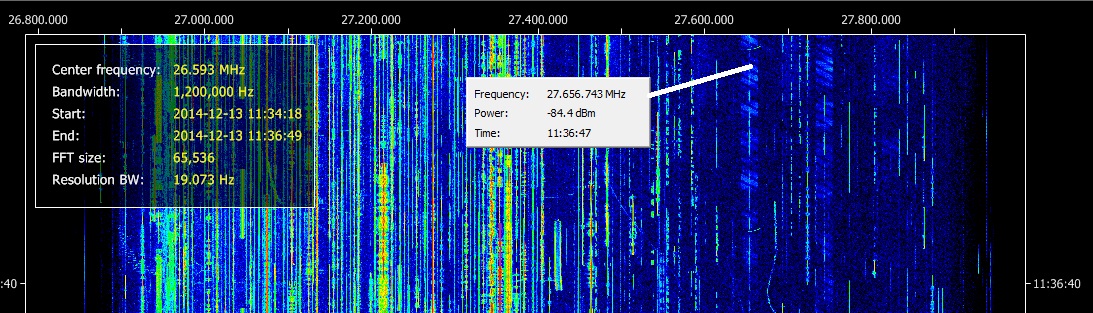 26.800.000 27.0000.000 27.200.000 27.400.000 27.600.000 27.800.000
Center frequency: 26.593 MHz
Bandwidth: 1,200,000 Hz
Start: 2014-12-13 11:34:18
End: 2014-12-13 11:36:49
FFT size: 65,536
Resolution BW: 19.073 Hz
Frequency: 27.656.743 MHz
Power: -84.4 dBm
Time: 11:36:47
:40 11:36:40